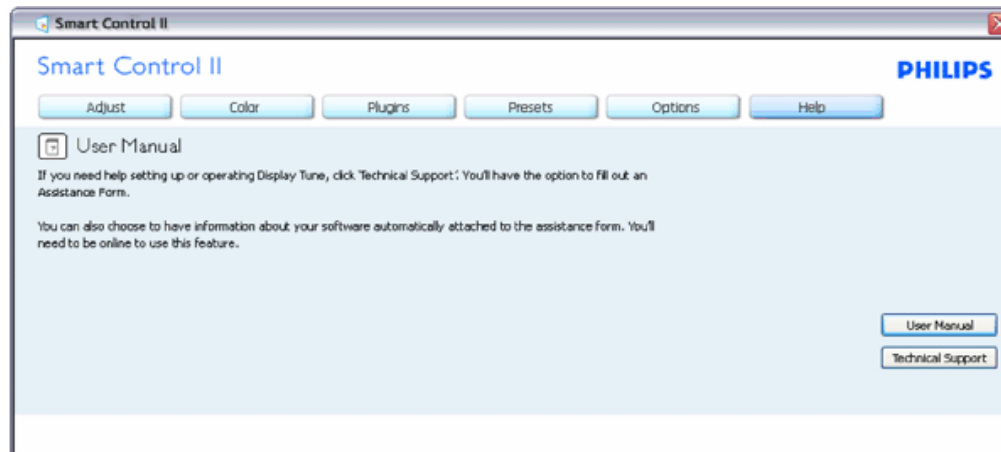 Smart Control II
Smart Control II
PHILIPS
Adjust
Color
Plugins
Presets
Options
Help
User Manual
If you need help setting up or operating Display Tune, click 'Technical Support'. You'll have the option to fill out an
Assistance Form.
You can also choose to have information about your software automatically attached to the assistance form. You'll
need to be online to use this feature.
User Manual
Technical Support